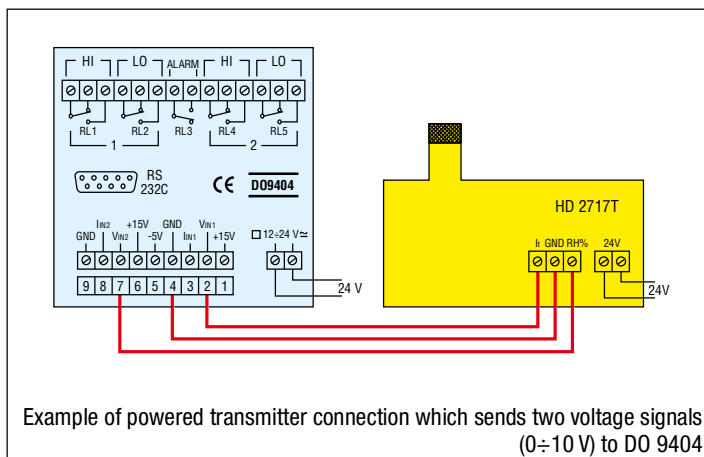 HI LO ALARM HI LO
RL1 RL2 RL3 RL4 RL5
1 2
RS
232C
CE DO9404
HD 2717T
IIN2 +15V GND VIN1
GND VIN2 -5V IIN1 +15V
12÷24 V≃
It GND RH% 24V
9 8 7 6 5 4 3 2 1
24 V
24V
Example of powered transmitter connection which sends two voltage signals
(0÷10 V) to DO 9404